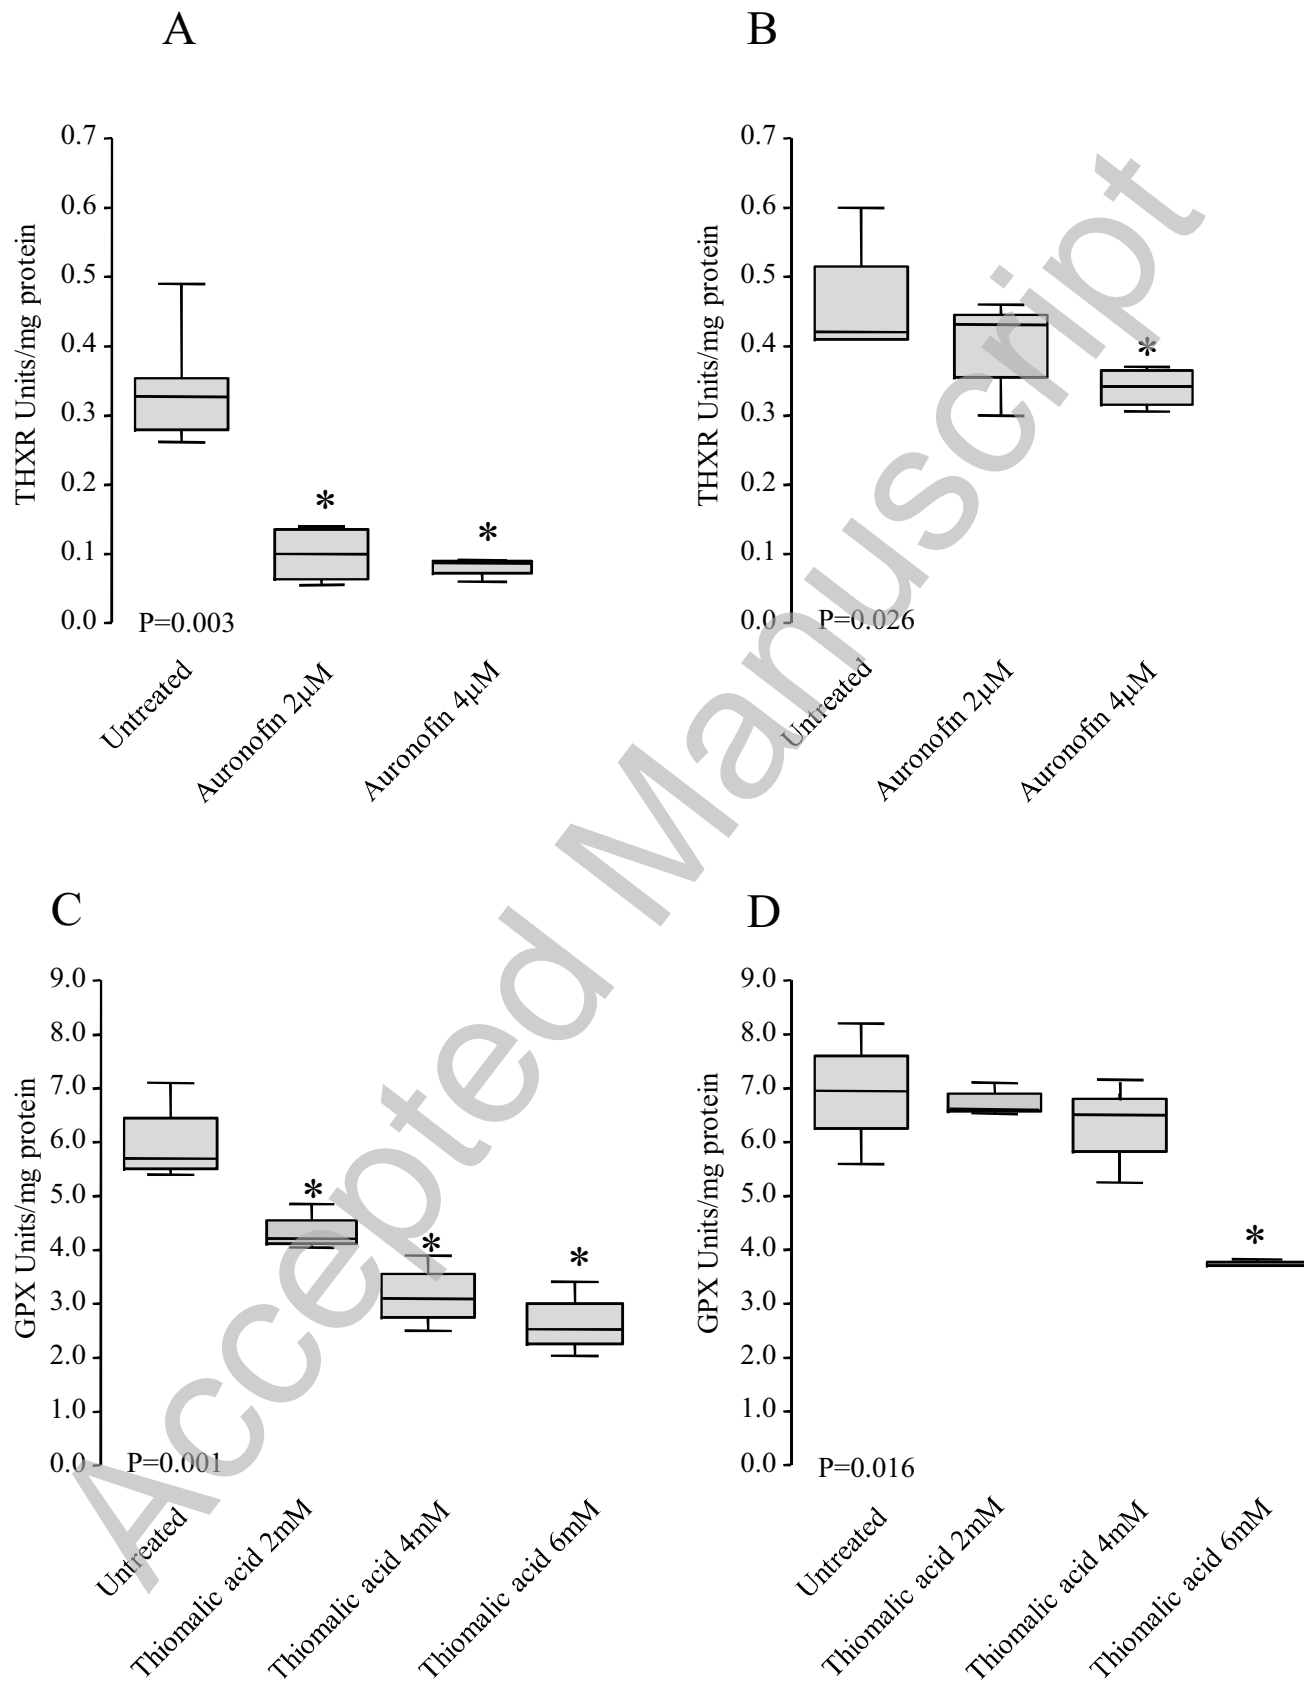 A
B
0.7
0.6
0.5
0.4
0.3
0.2
0.1
0.0
THXR Units/mg protein
*
*
P=0.003
Untreated
Auronofin 2µM
Auronofin 4µM
0.7
0.6
0.5
0.4
0.3
0.2
0.1
0.0
THXR Units/mg protein
*
P=0.026
Untreated
Auronofin 2µM
Auronofin 4µM
C
D
9.0
8.0
7.0
6.0
5.0
4.0
3.0
2.0
1.0
0.0
GPX Units/mg protein
*
*
*
P=0.001
Untreated
Thiomalic acid 2mM
Thiomalic acid 4mM
Thiomalic acid 6mM
9.0
8.0
7.0
6.0
5.0
4.0
3.0
2.0
1.0
0.0
GPX Units/mg protein
*
P=0.016
Untreated
Thiomalic acid 2mM
Thiomalic acid 4mM
Thiomalic acid 6mM
Accepted Manuscript